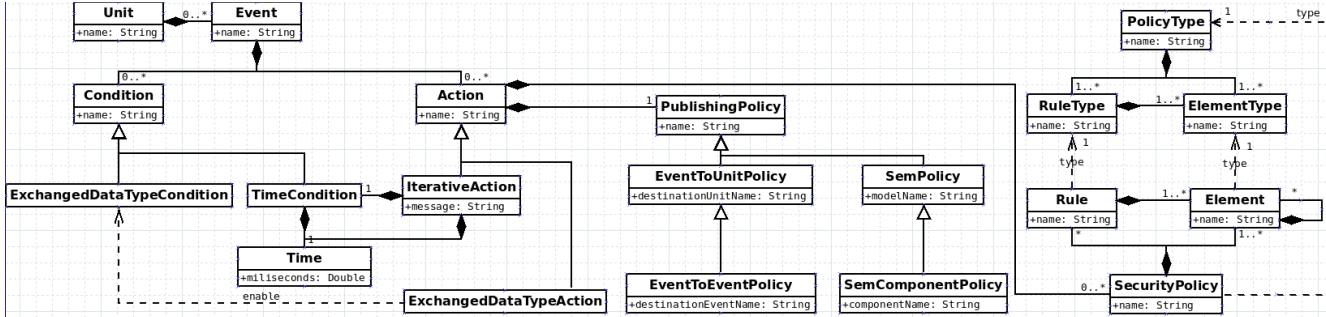 Unit
+name: String
0..*
Event
+name: String
PolicyType
+name: String
1
type
0..*
0..*
Condition
+name: String
Action
+name: String
1
PublishingPolicy
+name: String
1..*
1..*
RuleType
+name: String
1..*
ElementType
+name: String
1
type
1
type
ExchangedDataTypeCondition
TimeCondition
1
IterativeAction
+message: String
EventToUnitPolicy
+destinationUnitName: String
SemPolicy
+modelName: String
Rule
+name: String
1..*
Element
+name: String
*
*
1..*
1
Time
+miliseconds: Double
enable
ExchangedDataTypeAction
EventToEventPolicy
+destinationEventName: String
SemComponentPolicy
+componentName: String
0..*
SecurityPolicy
+name: String